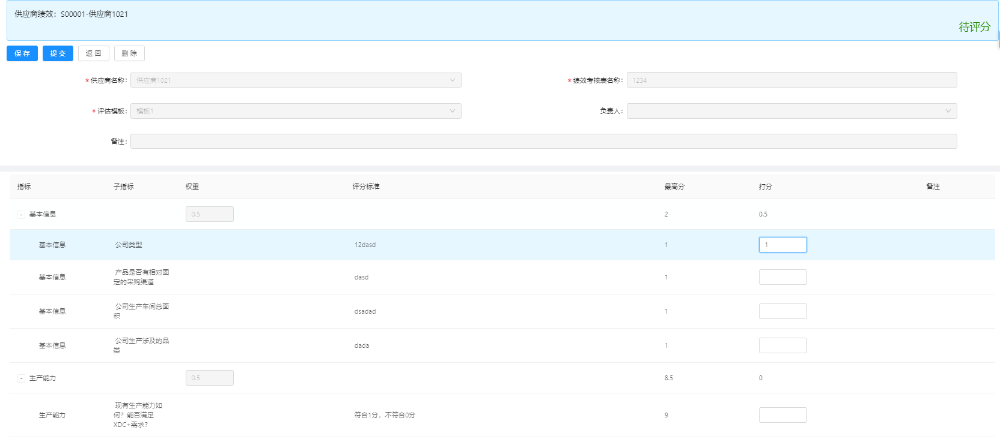 供应商绩效：S00001-供应商1021
待评分
保存 提交 返回 删除
*供应商名称: 供应商1021 *绩效考核表名称: 1234
*评估模板: 模板1 负责人:
备注:
指标 子指标 权重 评分标准 最高分 打分 备注
- 基本信息 0.5 2 0.5
基本信息 公司类型 12dasd 1 1
基本信息 产品是否有相对固定的采购渠道 dasd 1
基本信息 公司生产车间总面积 dsadad 1
基本信息 公司生产涉及的品类 dada 1
- 生产能力 0.5 8.5 0
生产能力 现有生产能力如何？能否满足XDC+需求？ 符合1分，不符合0分 9